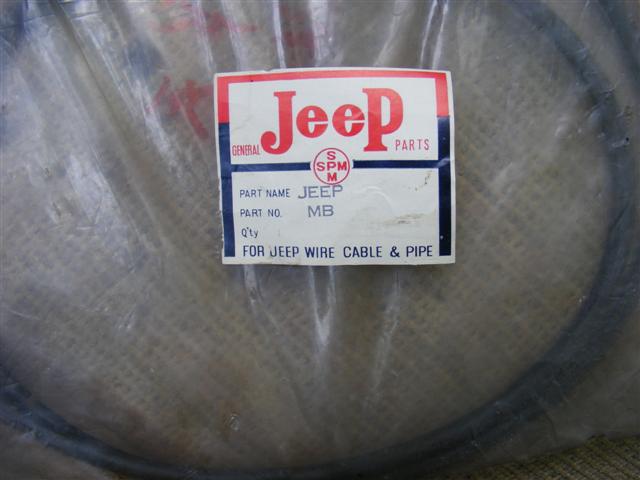 Jeep
GENERAL PARTS
S
SPM
M
PART NAME JEEP
PART NO. MB
Q'ty
FOR JEEP WIRE CABLE & PIPE